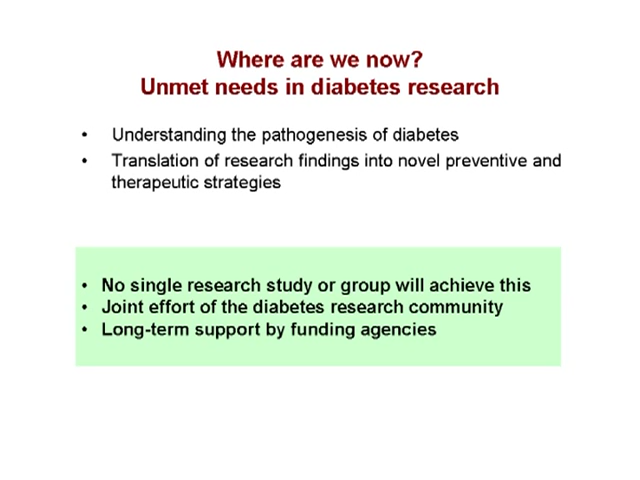 Where are we now?
Unmet needs in diabetes research
• Understanding the pathogenesis of diabetes
• Translation of research findings into novel preventive and
therapeutic strategies
• No single research study or group will achieve this
• Joint effort of the diabetes research community
• Long-term support by funding agencies